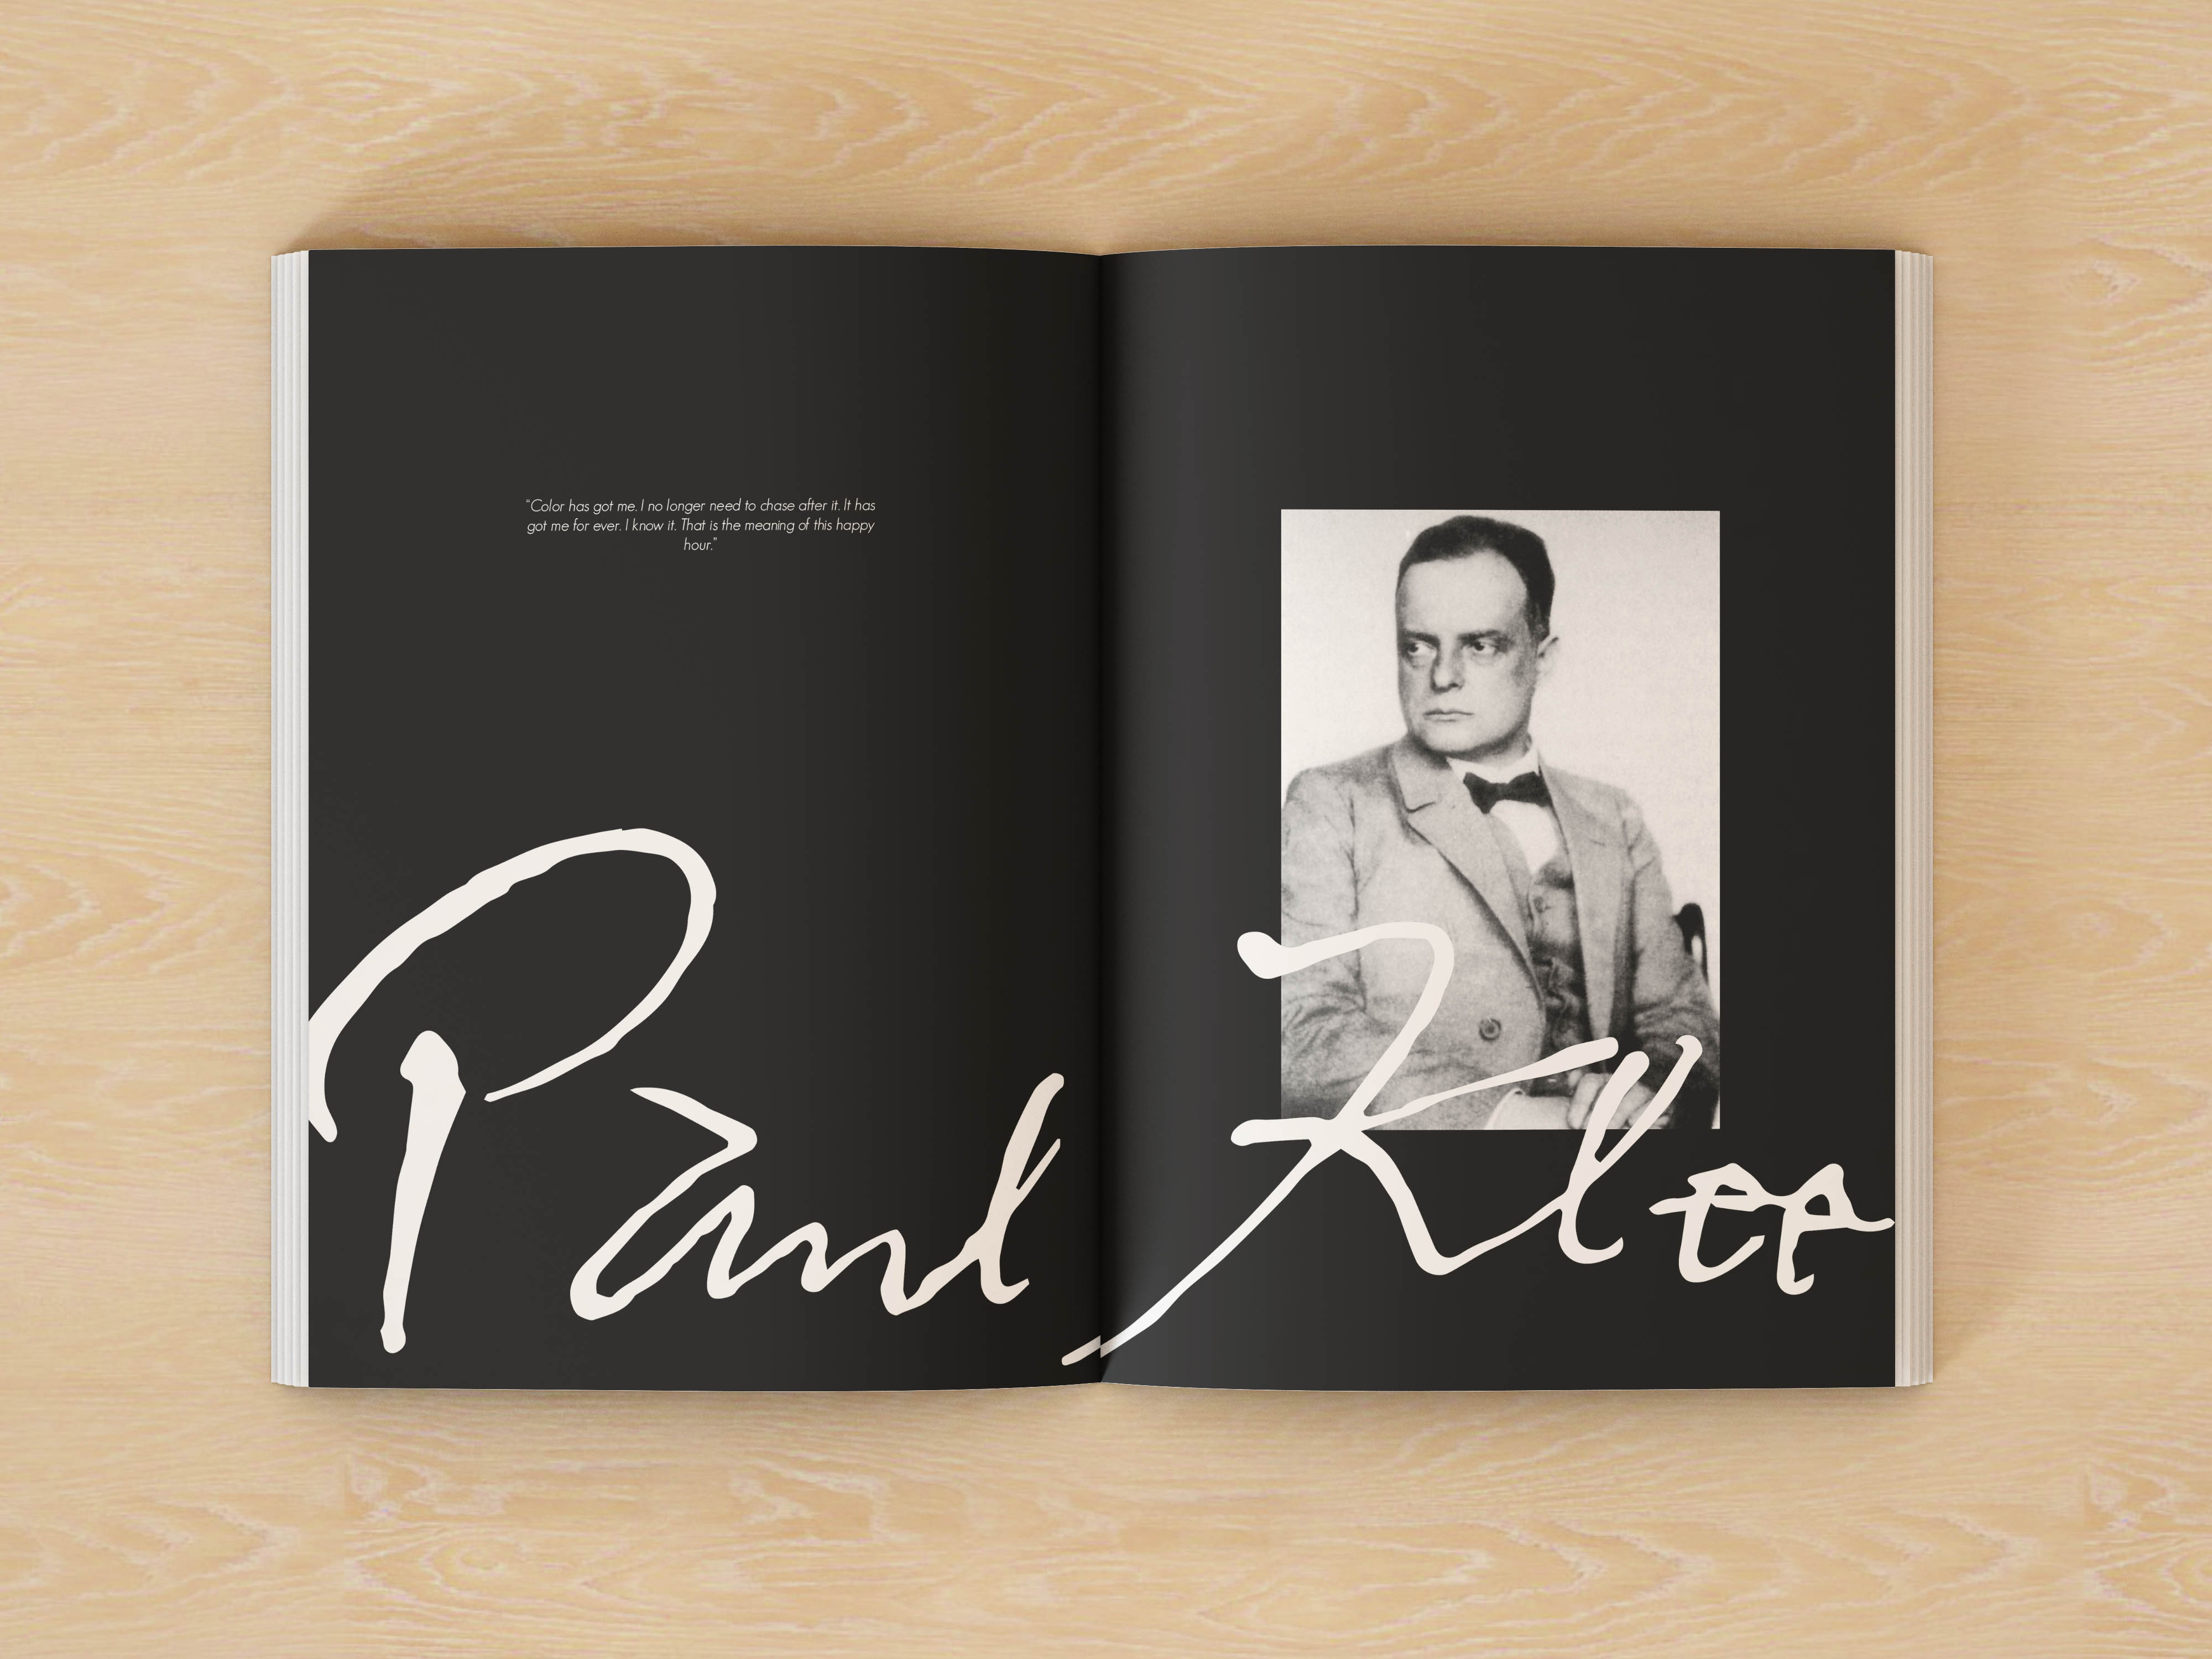 "Color has got me. I no longer need to chase after it. It has
got me for ever. I know it. That is the meaning of this happy
hour."
Paul Klee